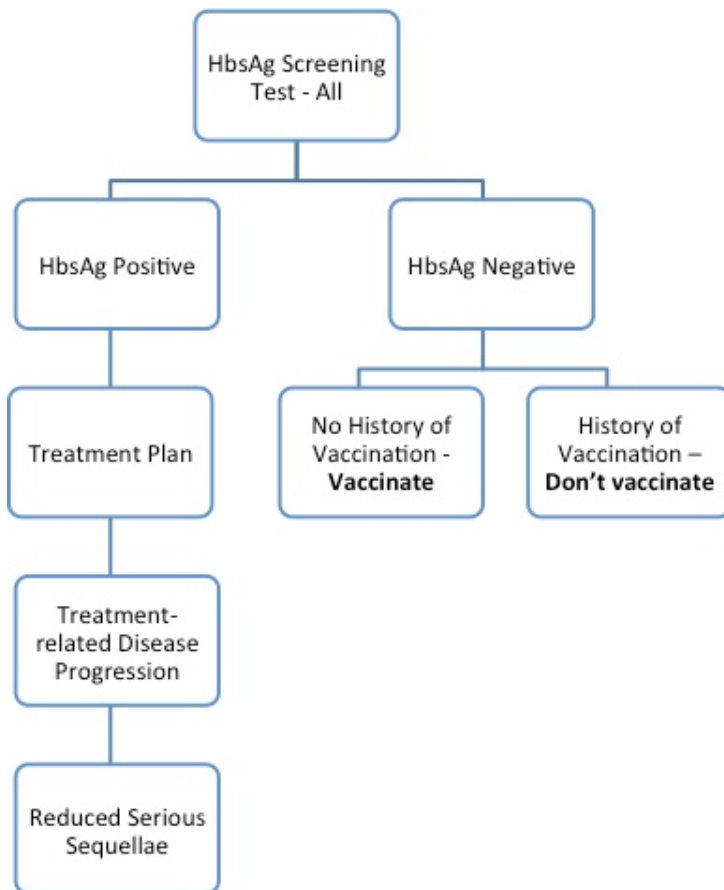 HbsAg Screening
Test - All
HbsAg Positive
HbsAg Negative
Treatment Plan
No History of
Vaccination -
Vaccinate
History of
Vaccination –
Don't vaccinate
Treatment-
related Disease
Progression
Reduced Serious
Sequellae